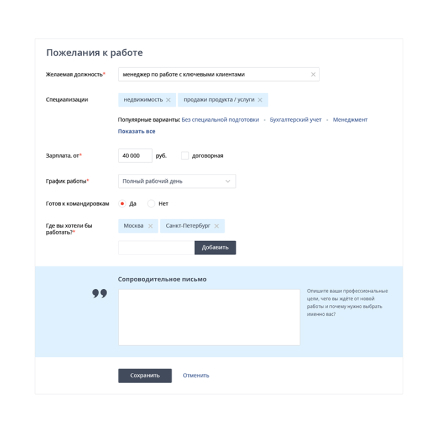 Пожелания к работе
Желаемая должность* менеджер по работе с ключевыми клиентами
Специализации недвижимость продажи продукта / услуги
Популярные варианты: Без специальной подготовки • Бухгалтерский учет • Менеджмент
Показать все
Зарплата, от* 40 000 руб. договорная
График работы* Полный рабочий день
Готов к командировкам Да Нет
Где вы хотели бы
работать?*
Москва Санкт-Петербург
Добавить
Сопроводительное письмо
Опишите ваши профессиональные
цели, чего вы ждёте от новой
работы и почему нужно выбрать
именно вас?
Сохранить Отменить